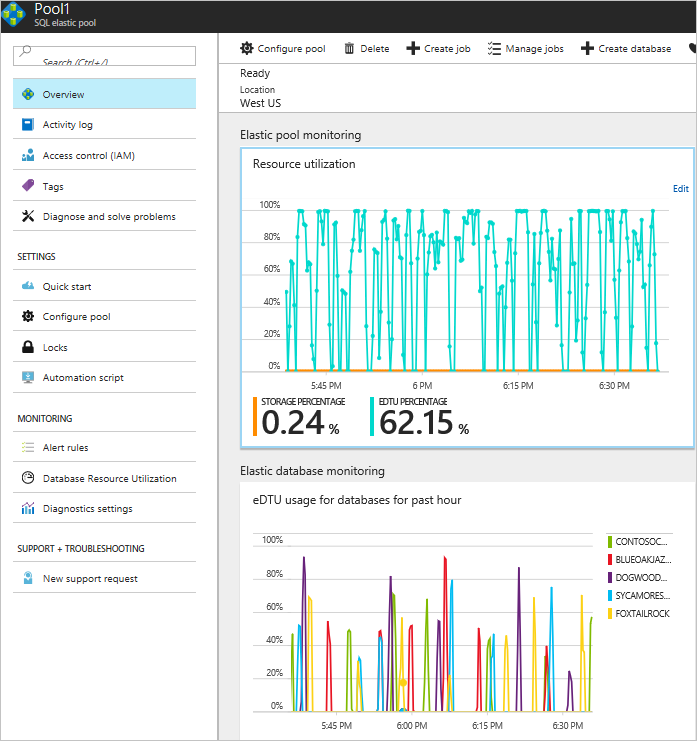 Pool1
SQL elastic pool
Search (Ctrl+/)
Overview
Activity log
Access control (IAM)
Tags
Diagnose and solve problems
SETTINGS
Quick start
Configure pool
Locks
Automation script
MONITORING
Alert rules
Database Resource Utilization
Diagnostics settings
SUPPORT + TROUBLESHOOTING
New support request
Configure pool
Delete
Create job
Manage jobs
Create database
Ready
Location
West US
Elastic pool monitoring
Resource utilization
Edit
100%
80%
60%
40%
20%
0%
5:45 PM
6 PM
6:15 PM
6:30 PM
STORAGE PERCENTAGE
0.24 %
EDTU PERCENTAGE
62.15 %
Elastic database monitoring
eDTU usage for databases for past hour
100%
80%
60%
40%
20%
0%
5:45 PM
6:00 PM
6:15 PM
6:30 PM
CONTOSOC...
BLUEOAKJAZ...
DOGWOOD...
SYCAMORES...
FOXTAILROCK